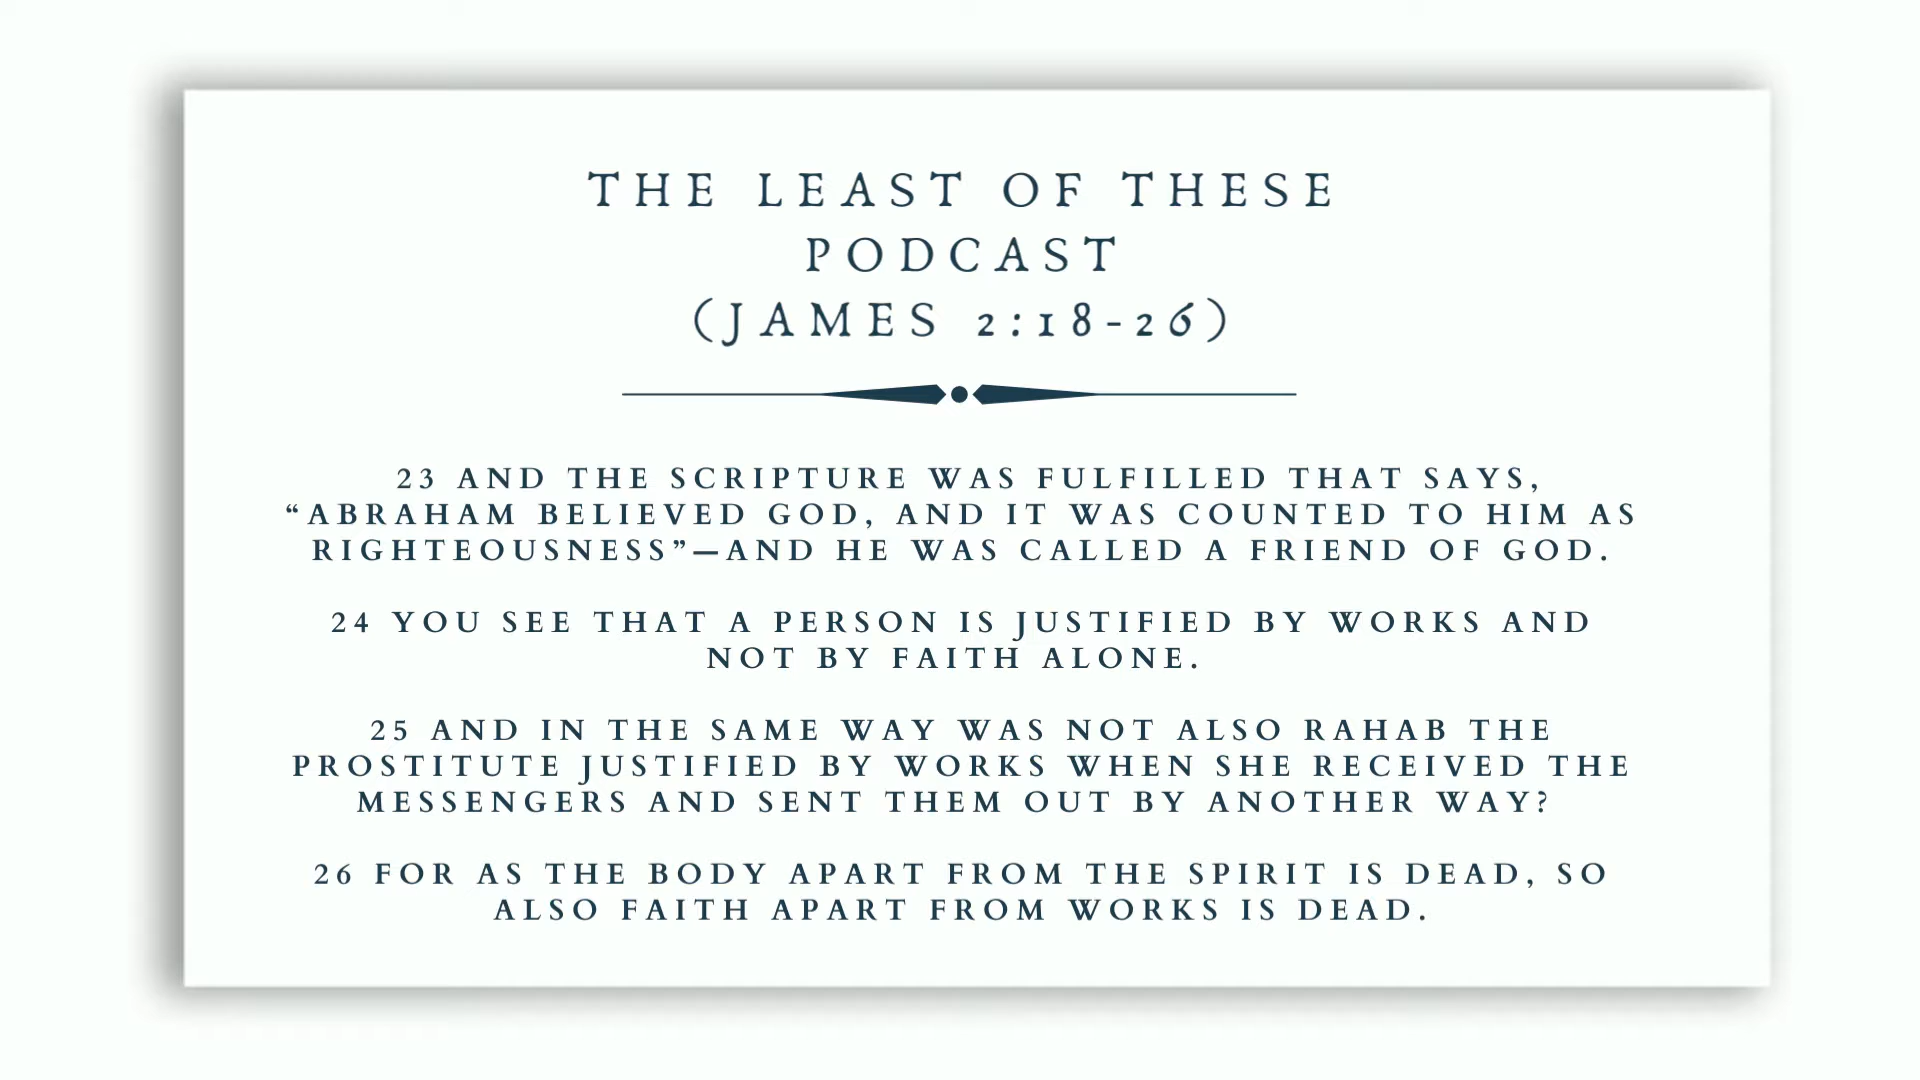 THE LEAST OF THESE
PODCAST
(JAMES 2:18-26)
23 AND THE SCRIPTURE WAS FULFILLED THAT SAYS,
“ABRAHAM BELIEVED GOD, AND IT WAS COUNTED TO HIM AS
RIGHTEOUSNESS”—AND HE WAS CALLED A FRIEND OF GOD.
24 YOU SEE THAT A PERSON IS JUSTIFIED BY WORKS AND
NOT BY FAITH ALONE.
25 AND IN THE SAME WAY WAS NOT ALSO RAHAB THE
PROSTITUTE JUSTIFIED BY WORKS WHEN SHE RECEIVED THE
MESSENGERS AND SENT THEM OUT BY ANOTHER WAY?
26 FOR AS THE BODY APART FROM THE SPIRIT IS DEAD, SO
ALSO FAITH APART FROM WORKS IS DEAD.